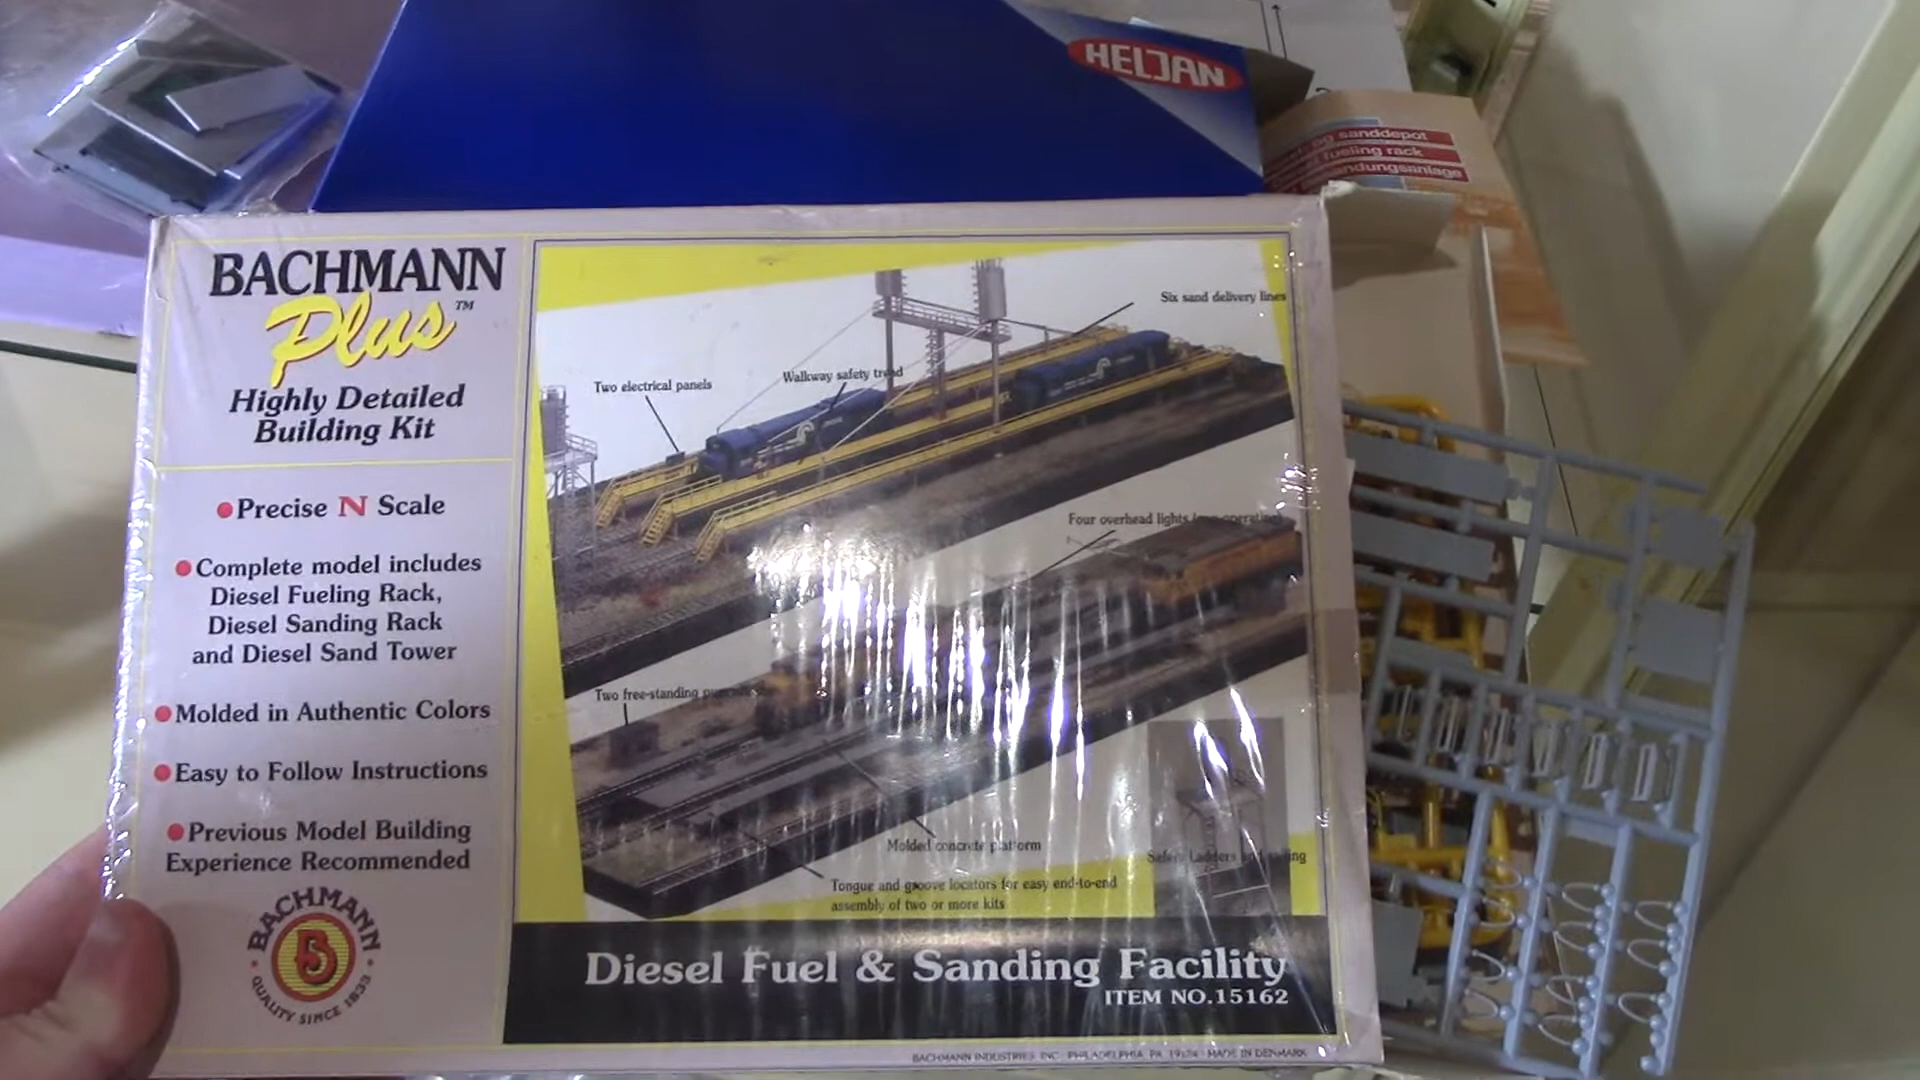 HELJAN
og sanddepot
fueling rack
ndungsanlage
BACHMANN
Plus™
Highly Detailed
Building Kit
Precise N Scale
Complete model includes
Diesel Fueling Rack,
Diesel Sanding Rack
and Diesel Sand Tower
Molded in Authentic Colors
Easy to Follow Instructions
Previous Model Building
Experience Recommended
BACHMANN
B
QUALITY SINCE 1833
Six sand delivery lines
Walkway safety tread
Two electrical panels
Four overhead lights
Two free-standing
Molded concrete platform
Safety Ladders and
Tongue and groove locators for easy end-to-end
assembly of two or more kits
Diesel Fuel & Sanding Facility
ITEM NO.15162
BACHMANN INDUSTRIES, INC. PHILADELPHIA, PA 19124 MADE IN DENMARK